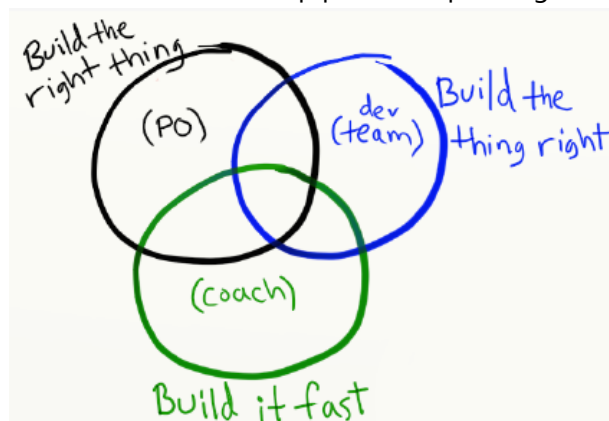 Build the
right thing
(PO)
dev
(team)
Build the
thing right
(coach)
Build it fast